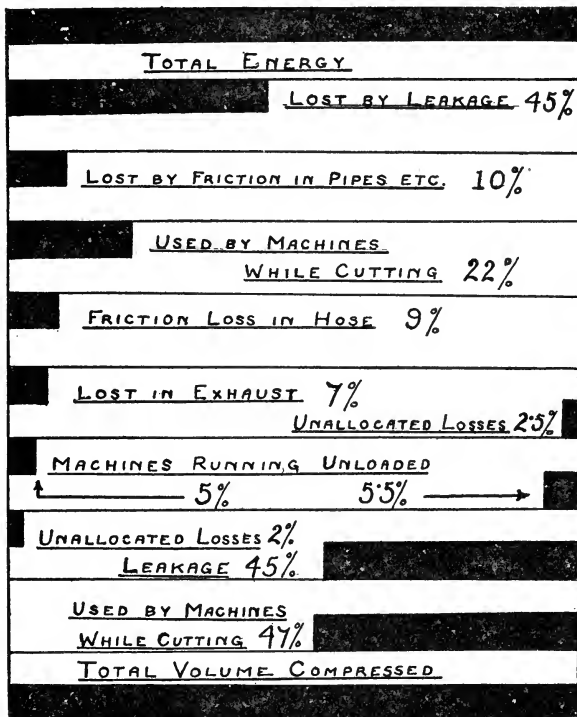 TOTAL ENERGY
LOST BY LEAKAGE 45%
LOST BY FRICTION IN PIPES ETC. 10%
USED BY MACHINES
WHILE CUTTING 22%
FRICTION LOSS IN HOSE 9%
LOST IN EXHAUST 7%
UNALLOCATED LOSSES 2·5%
MACHINES RUNNING UNLOADED
5% 5·5%
UNALLOCATED LOSSES 2%
LEAKAGE 45%
USED BY MACHINES
WHILE CUTTING 47%
TOTAL VOLUME COMPRESSED